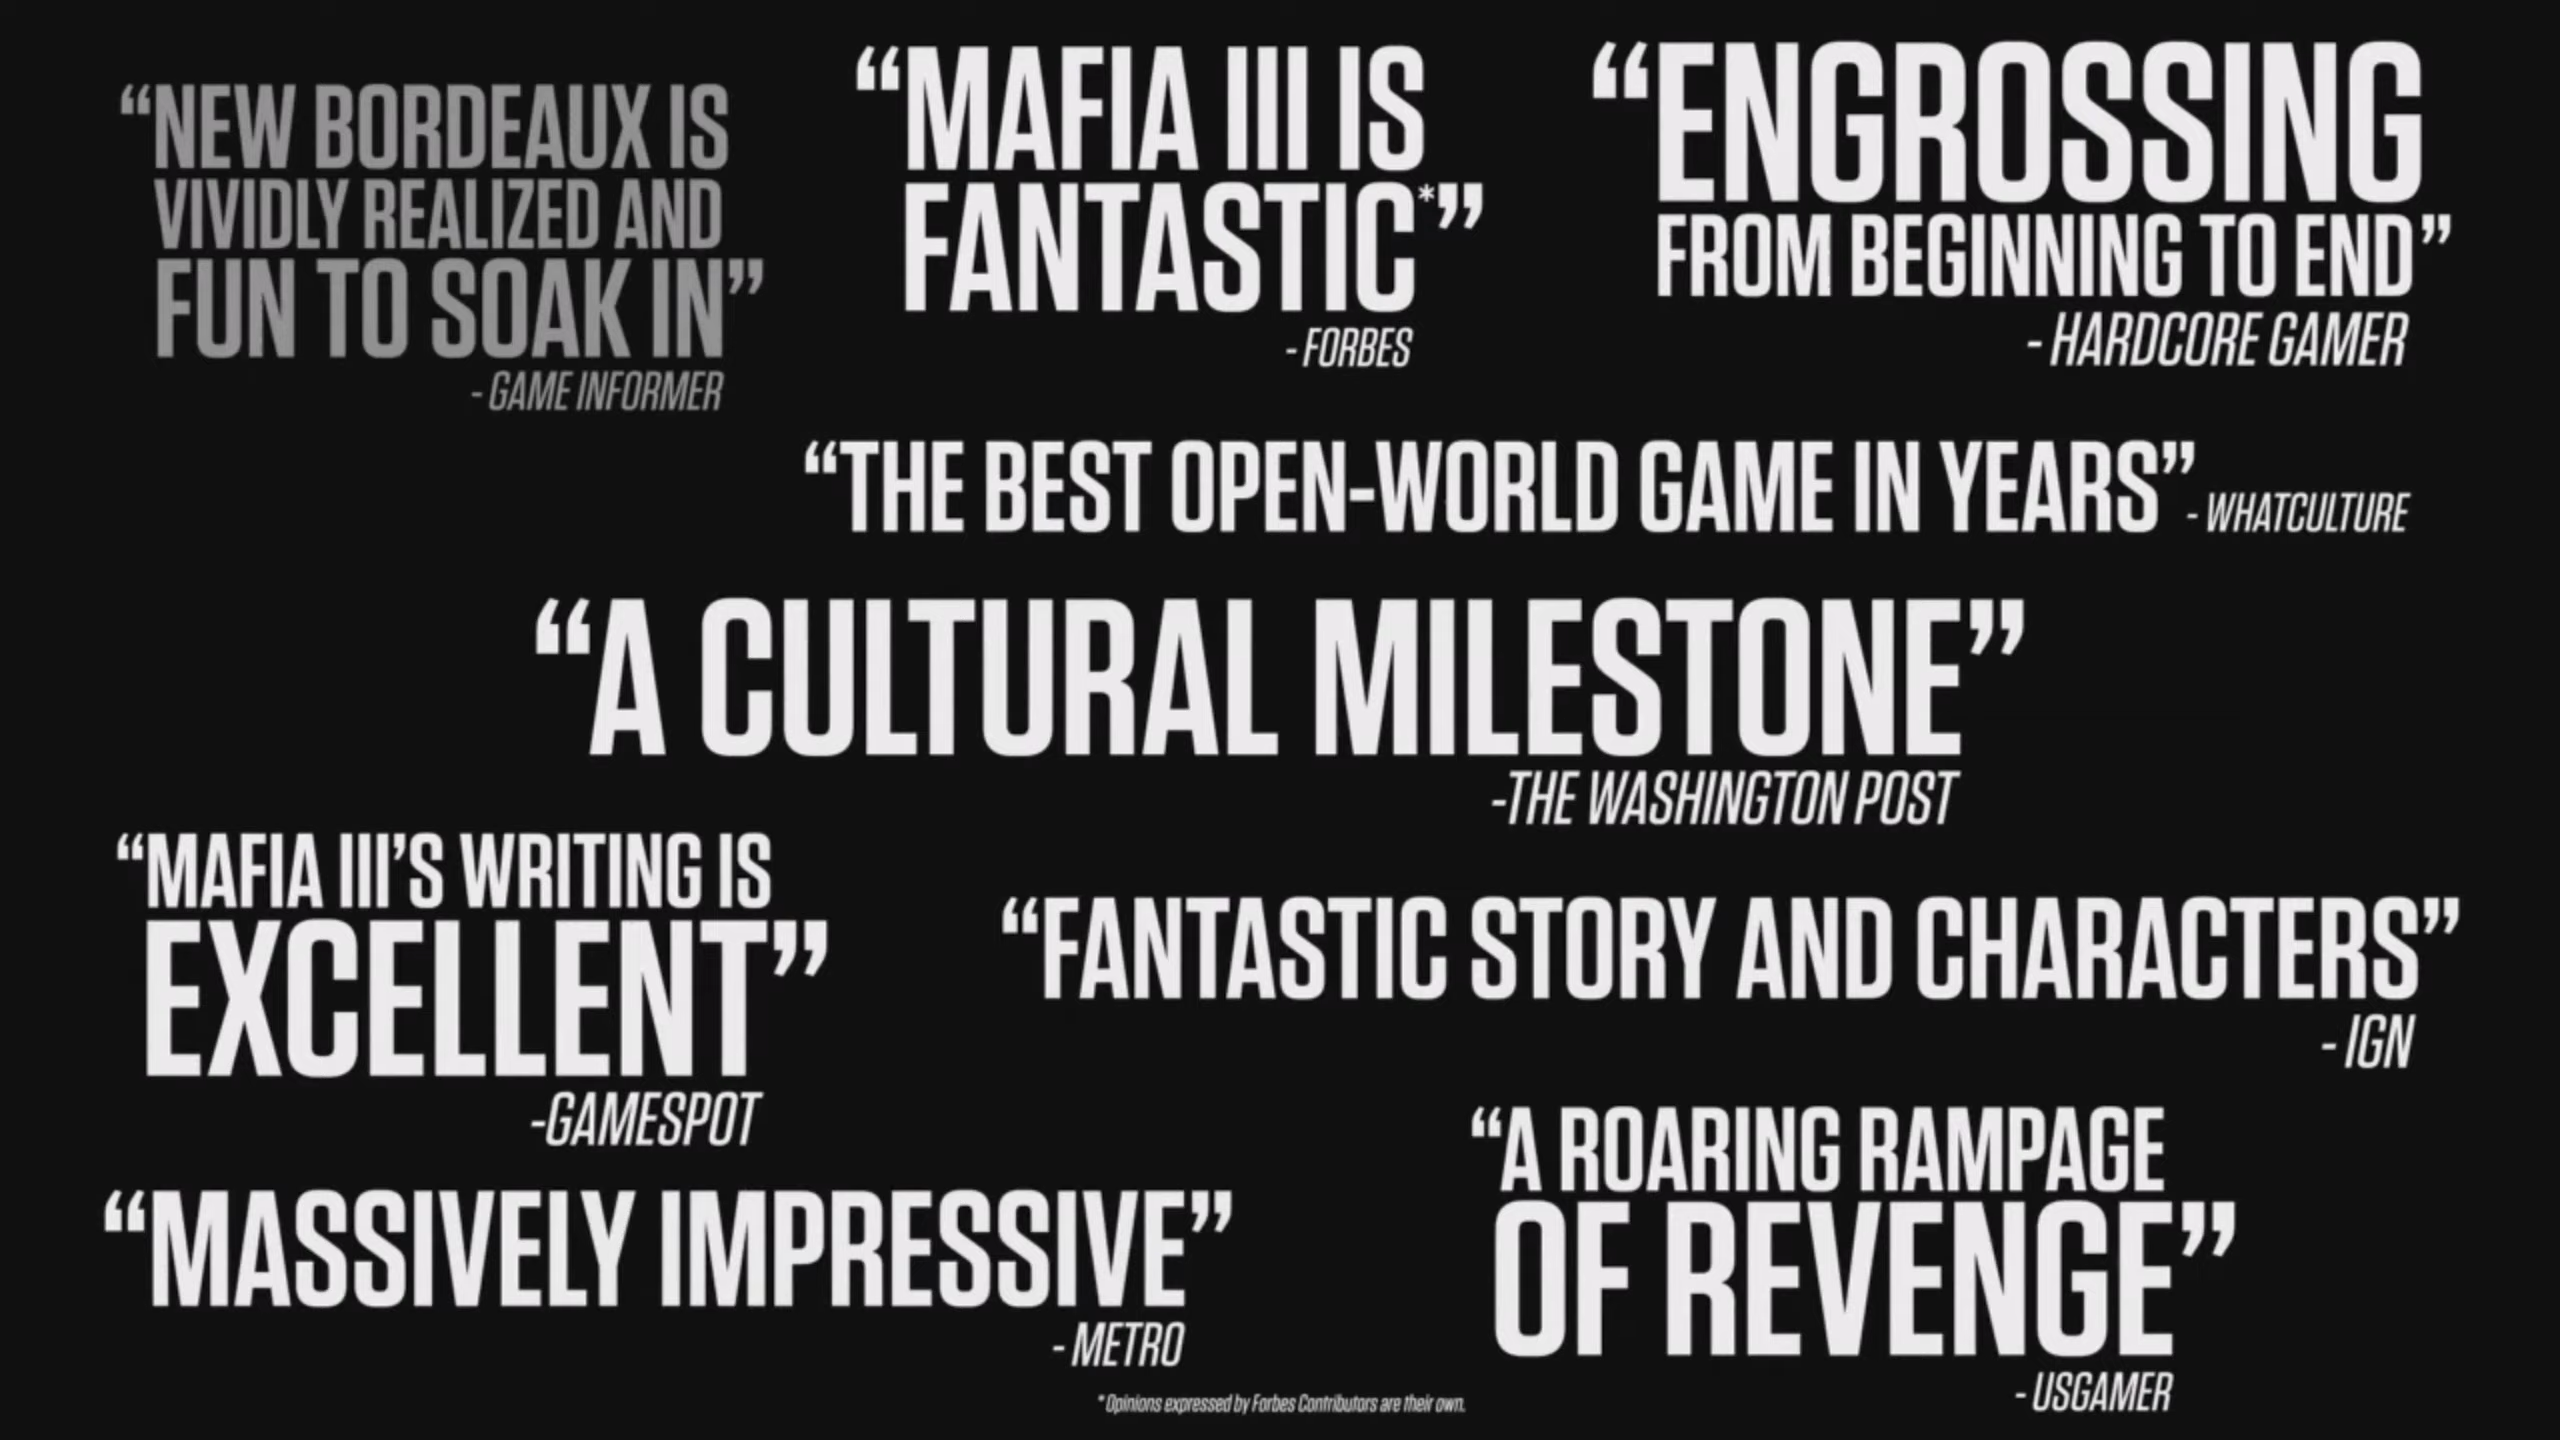 “NEW BORDEAUX IS
VIVIDLY REALIZED AND
FUN TO SOAK IN”
- GAME INFORMER
“MAFIA III IS
FANTASTIC*”
- FORBES
“ENGROSSING
FROM BEGINNING TO END”
- HARDCORE GAMER
“THE BEST OPEN-WORLD GAME IN YEARS” - WHATCULTURE
“A CULTURAL MILESTONE”
-THE WASHINGTON POST
“MAFIA III’S WRITING IS
EXCELLENT”
-GAMESPOT
“FANTASTIC STORY AND CHARACTERS”
- IGN
“MASSIVELY IMPRESSIVE”
- METRO
“A ROARING RAMPAGE
OF REVENGE”
- USGAMER
* Opinions expressed by Forbes Contributors are their own.